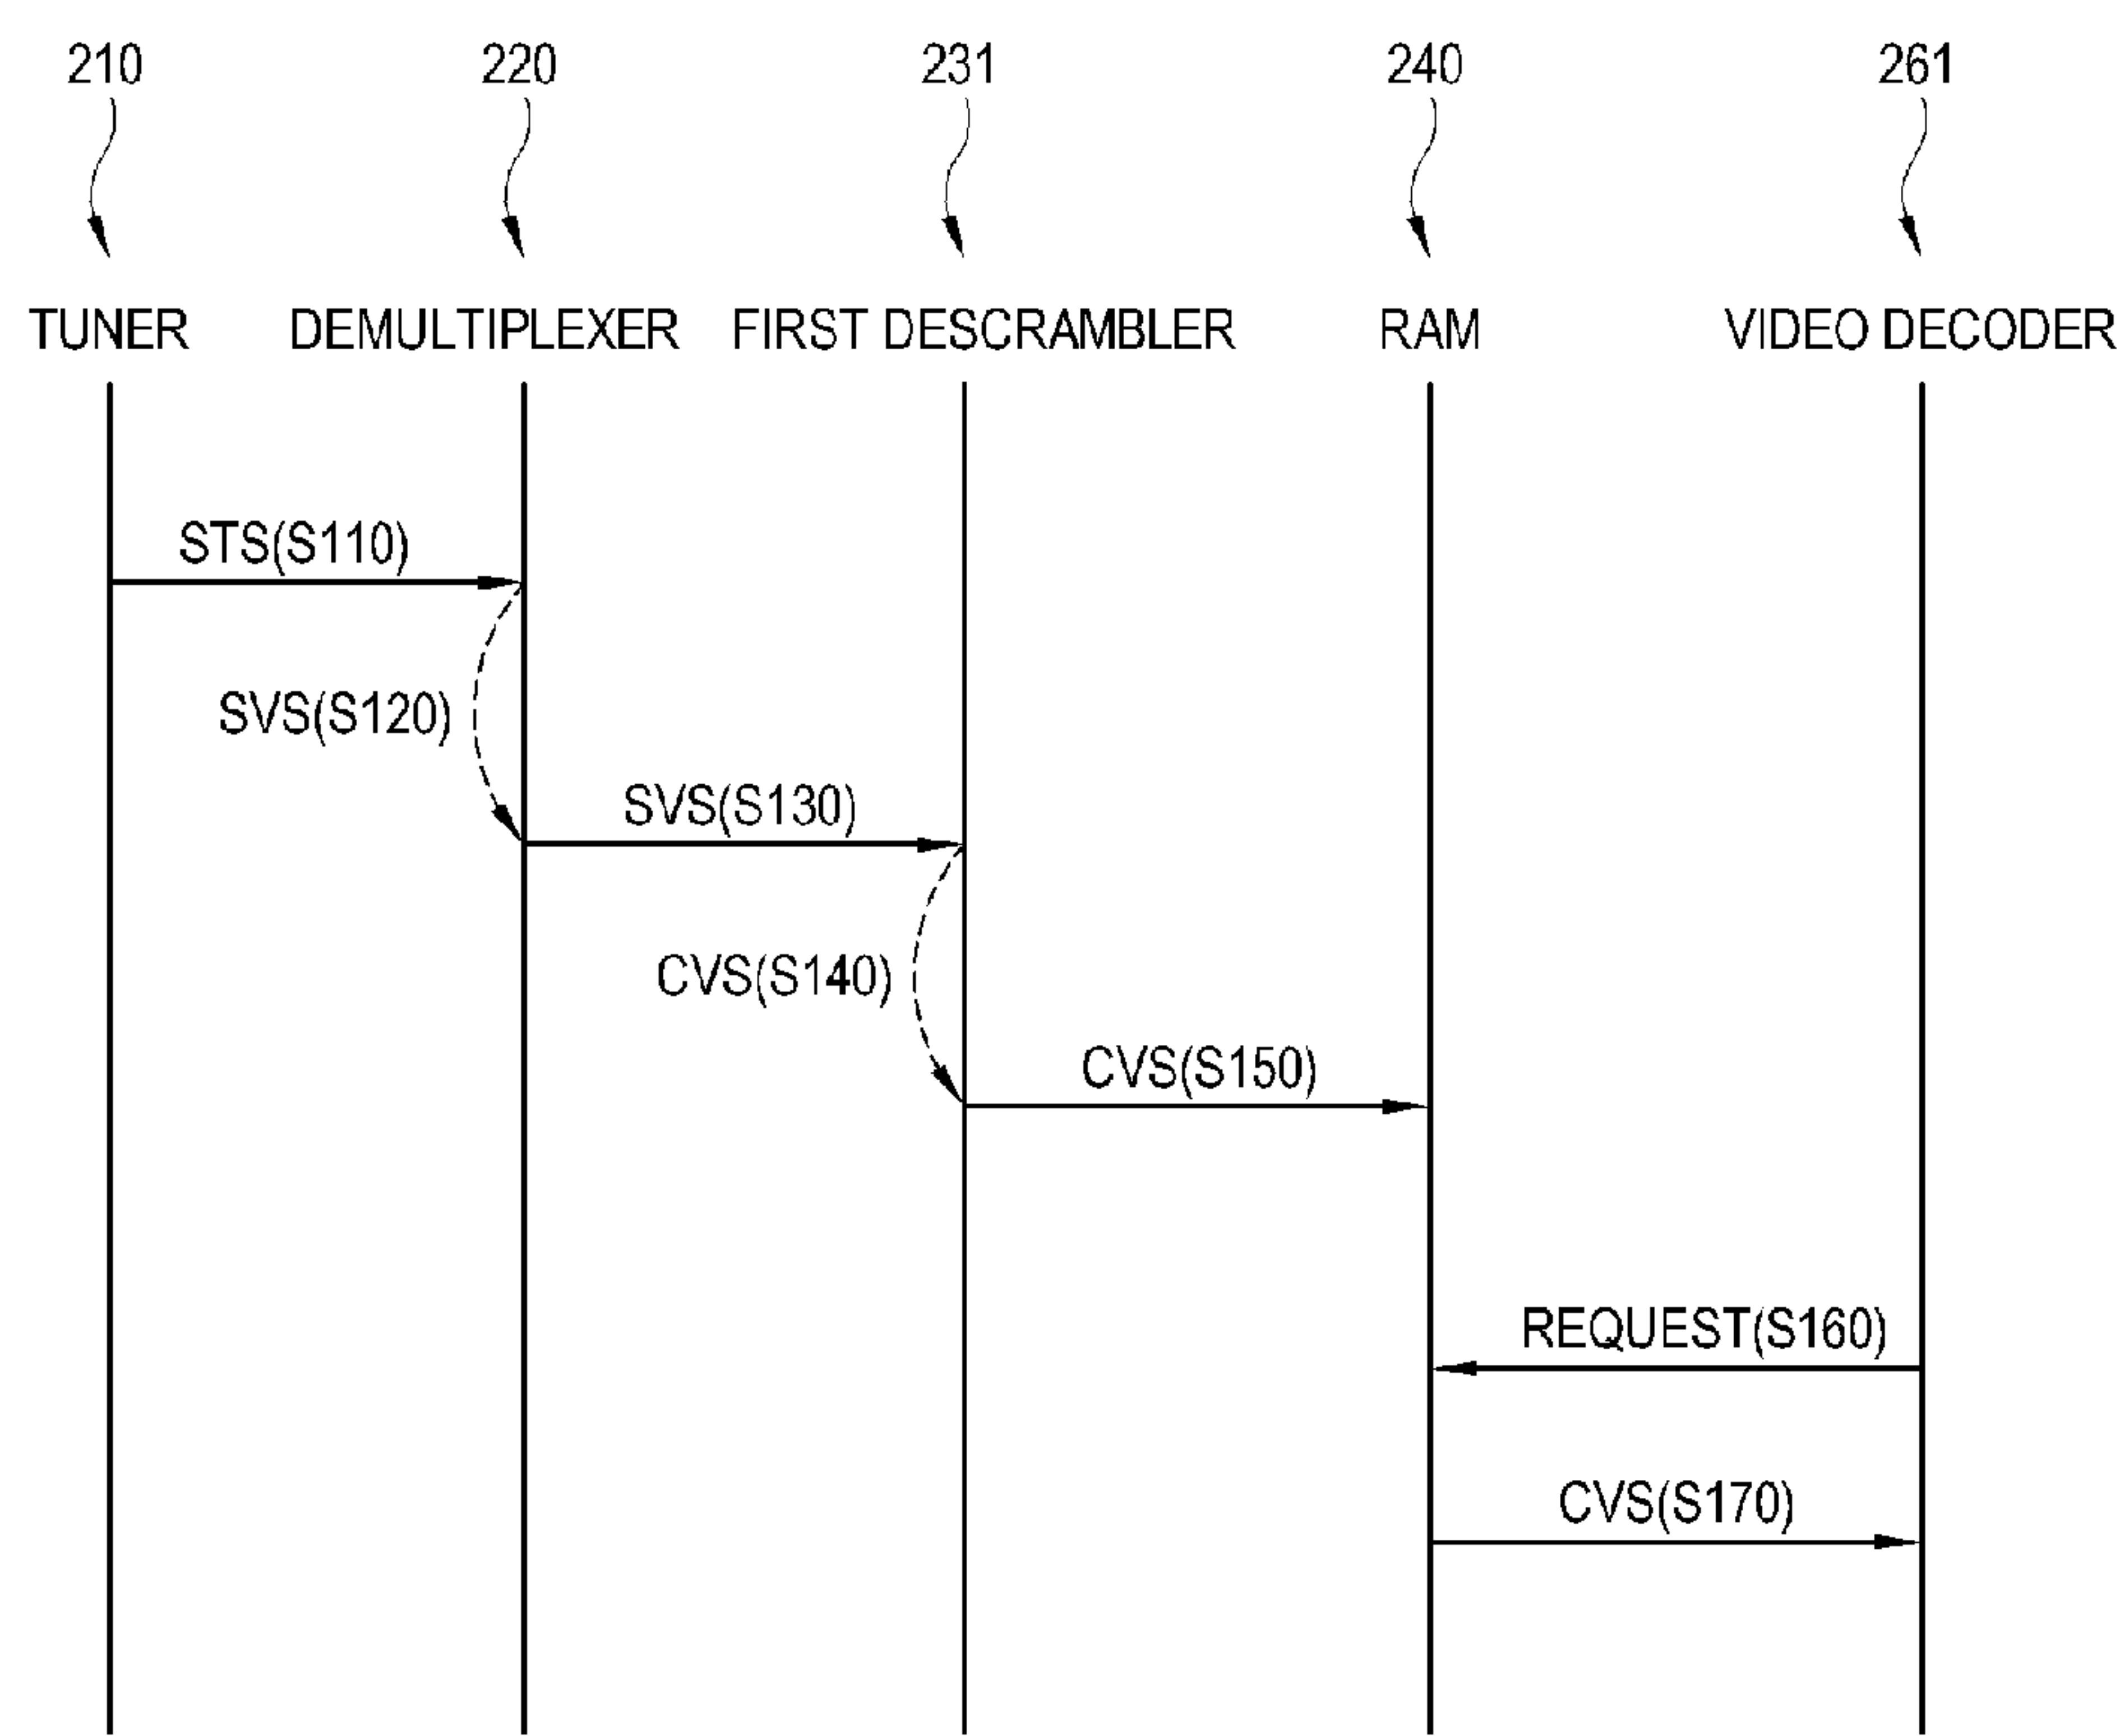 210 220 231 240 261
TUNER DEMULTIPLEXER FIRST DESCRAMBLER RAM VIDEO DECODER
STS(S110)
SVS(S120)
SVS(S130)
CVS(S140)
CVS(S150)
REQUEST(S160)
CVS(S170)